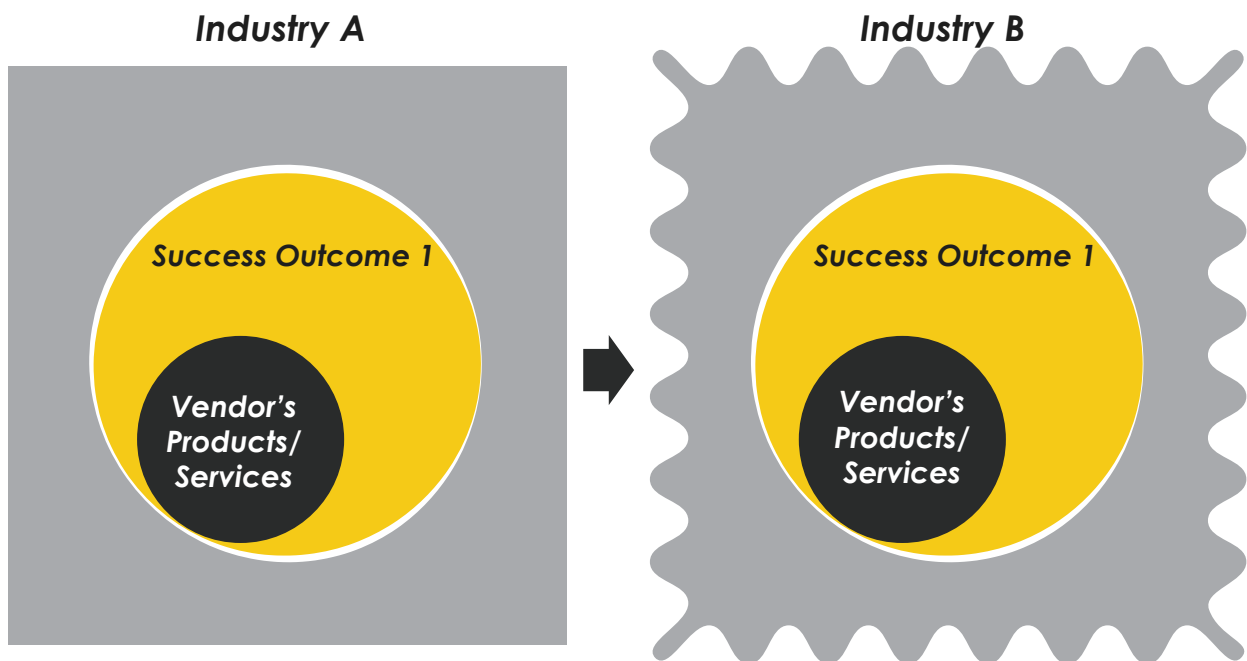 Industry A
Industry B
Success Outcome 1
Vendor’s
Products/
Services
Success Outcome 1
Vendor’s
Products/
Services